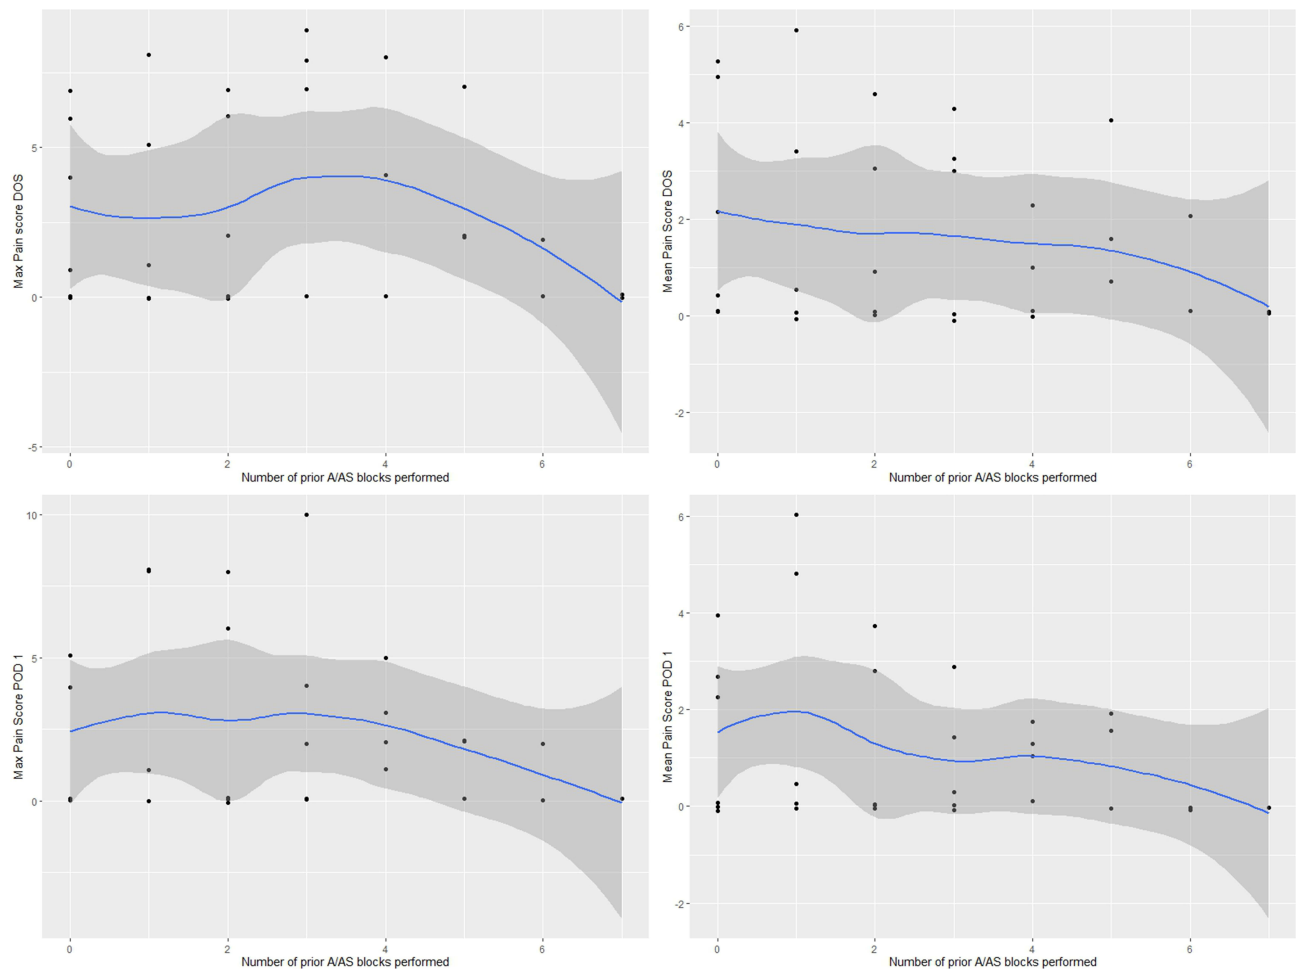 Max Pain score DOS
5
0
-5
0 2 4 6
Number of prior A/AS blocks performed
Mean Pain Score DOS
6
4
2
0
-2
0 2 4 6
Number of prior A/AS blocks performed
Max Pain Score POD 1
10
5
0
0 2 4 6
Number of prior A/AS blocks performed
Mean Pain Score POD 1
6
4
2
0
-2
0 2 4 6
Number of prior A/AS blocks performed